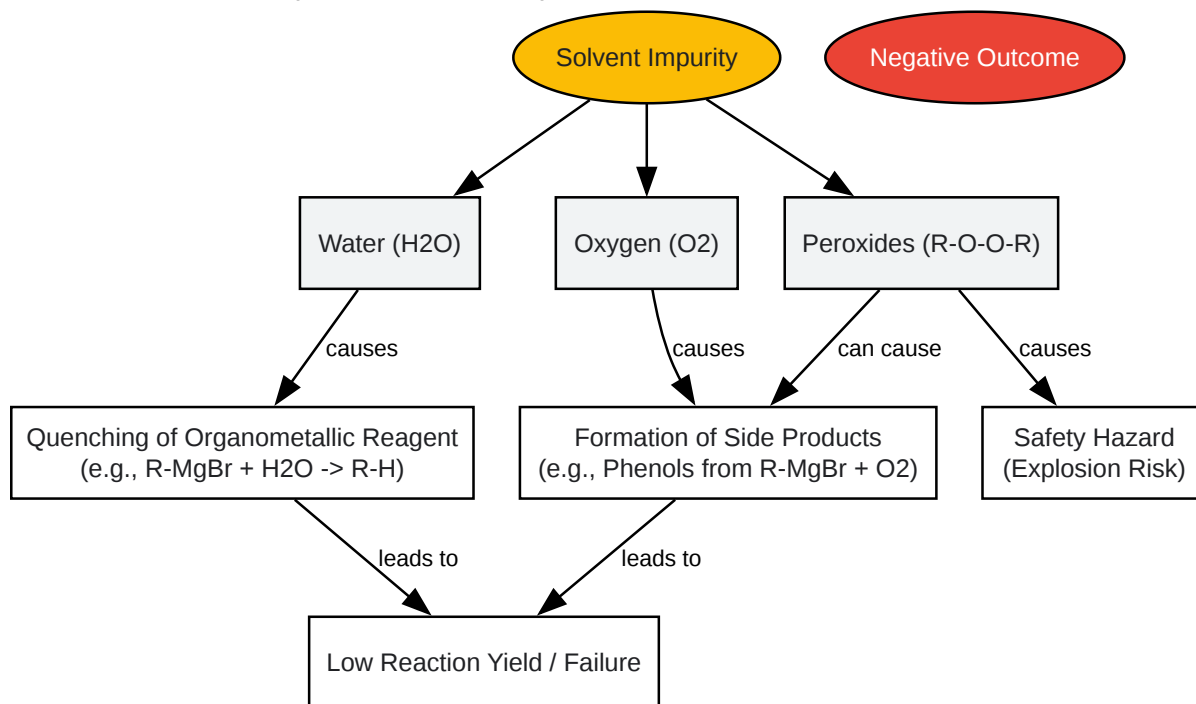 Solvent Impurity
Negative Outcome
Water (H2O)
Oxygen (O2)
Peroxides (R-O-O-R)
causes
causes
can cause
causes
Quenching of Organometallic Reagent
(e.g., R-MgBr + H2O -> R-H)
Formation of Side Products
(e.g., Phenols from R-MgBr + O2)
Safety Hazard
(Explosion Risk)
leads to
leads to
Low Reaction Yield / Failure